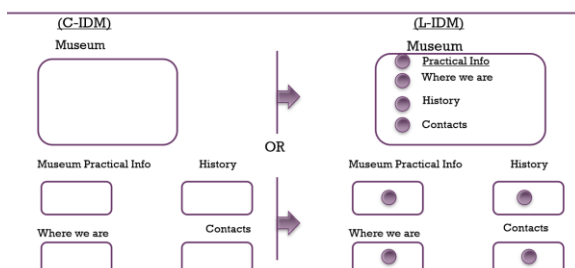 (C-IDM)
(L-IDM)
Museum
Museum
Practical Info
Where we are
History
Contacts
OR
Museum Practical Info
History
Museum Practical Info
History
Where we are
Contacts
Where we are
Contacts